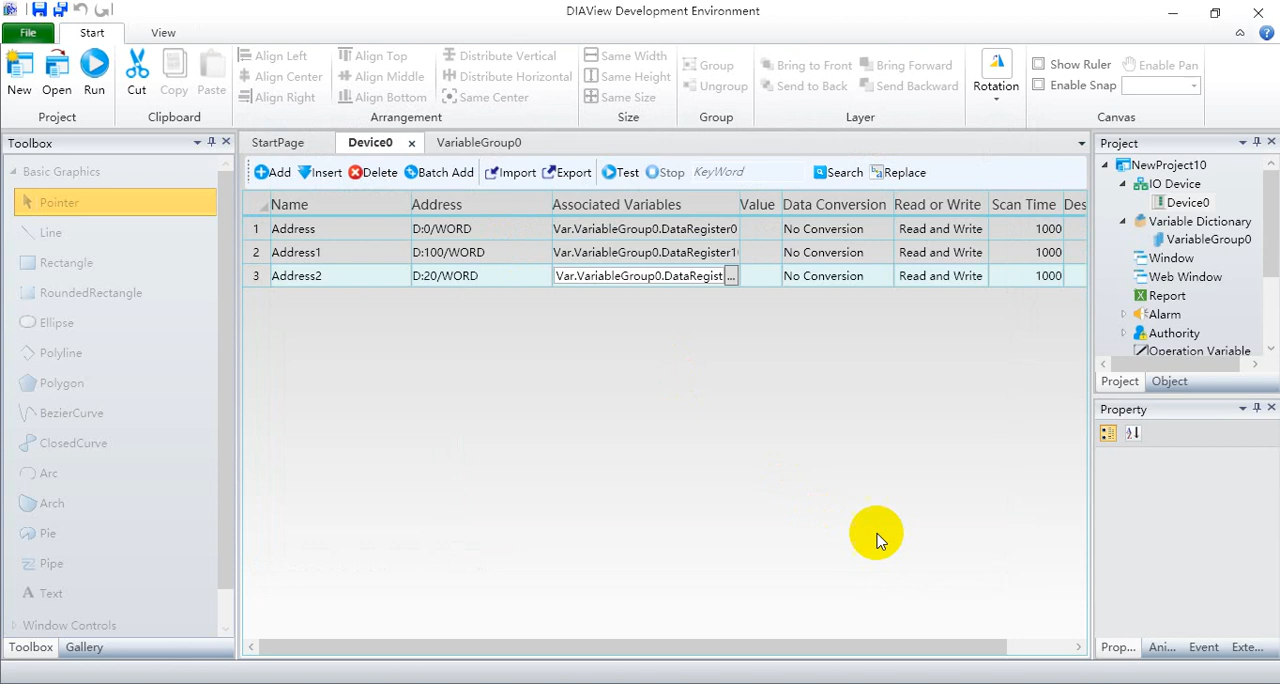 DIAView Development Environment
File Start View
New Open Run
Project
Cut Copy Paste
Clipboard
Align Left Align Top Distribute Vertical
Align Center Align Middle Distribute Horizontal
Align Right Align Bottom Same Center
Arrangement
Same Width
Same Height
Same Size
Size
Group
Ungroup
Group
Bring to Front Bring Forward
Send to Back Send Backward
Layer
Rotation
Show Ruler Enable Pan
Enable Snap
Canvas
Toolbox
Basic Graphics
Pointer
Line
Rectangle
RoundedRectangle
Ellipse
Polyline
Polygon
BezierCurve
ClosedCurve
Arc
Arch
Pie
Pipe
A Text
Window Controls
Toolbox Gallery
StartPage Device0 VariableGroup0
Add Insert Delete Batch Add Import Export Test Stop KeyWord Search Replace
Name Address Associated Variables Value Data Conversion Read or Write Scan Time Des
1 Address D:0/WORD Var.VariableGroup0.DataRegister0 No Conversion Read and Write 1000
2 Address1 D:10/WORD Var.VariableGroup0.DataRegister1 No Conversion Read and Write 1000
3 Address2 D:20/WORD Var.VariableGroup0.DataRegist ... No Conversion Read and Write 1000
Project
NewProject10
IO Device
Device0
Variable Dictionary
VariableGroup0
Window
Web Window
Report
Alarm
Authority
Operation Variable
Project Object
Property
Prop... Ani... Event Exte...